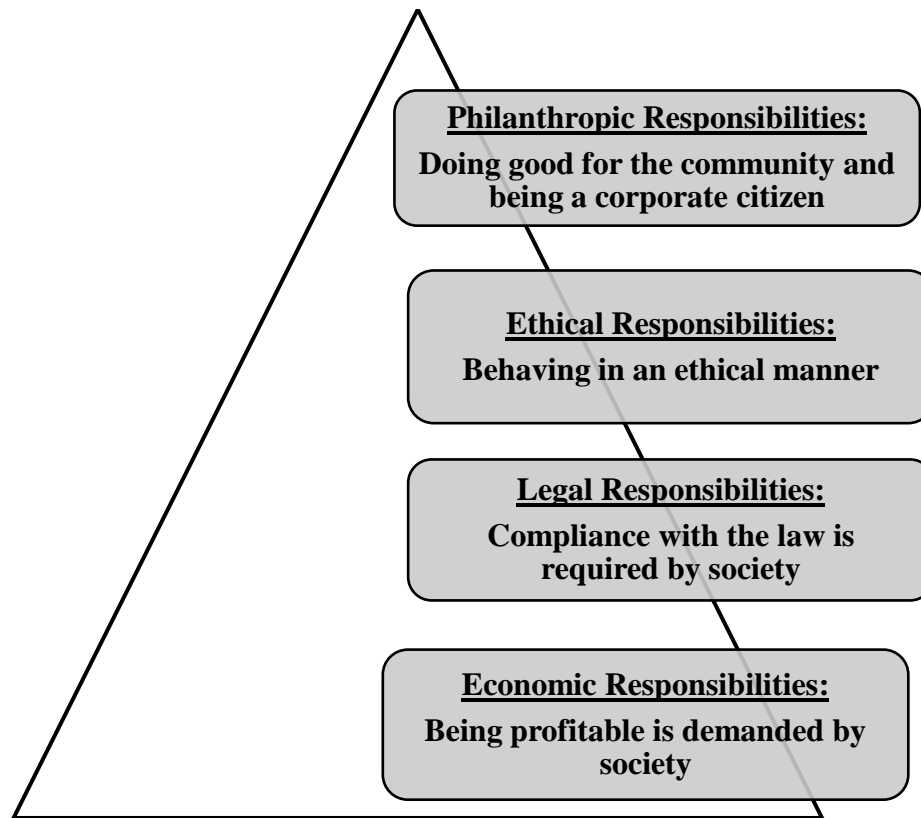 Philanthropic Responsibilities:
Doing good for the community and
being a corporate citizen
Ethical Responsibilities:
Behaving in an ethical manner
Legal Responsibilities:
Compliance with the law is
required by society
Economic Responsibilities:
Being profitable is demanded by
society